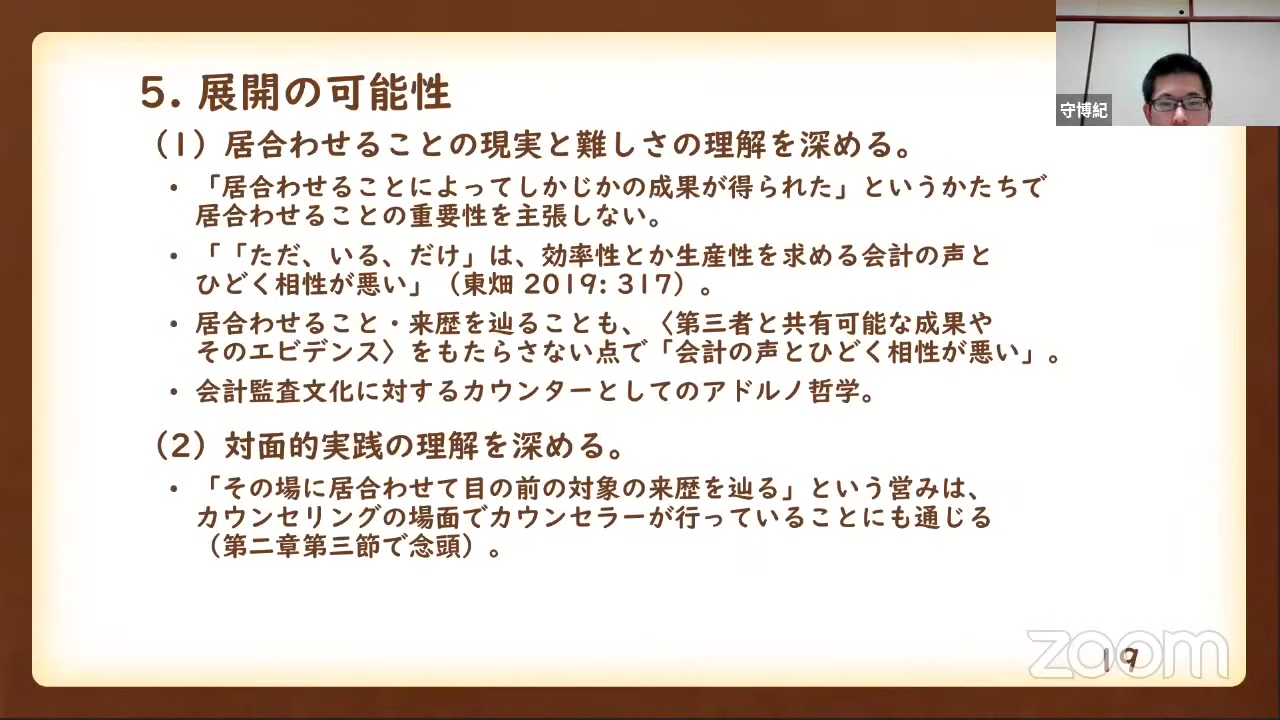 5. 展開の可能性
（1）居合わせることの現実と難しさの理解を深める。
• 「居合わせることによってしかじかの成果が得られた」というかたちで
居合わせることの重要性を主張しない。
• 「「ただ、いる、だけ」は、効率性とか生産性を求める会計の声と
ひどく相性が悪い」（東畑 2019: 317）。
• 居合わせること・来歴を辿ることも、〈第三者と共有可能な成果や
そのエビデンス〉をもたらさない点で「会計の声とひどく相性が悪い」。
• 会計監査文化に対するカウンターとしてのアドルノ哲学。
（2）対面的実践の理解を深める。
• 「その場に居合わせて目の前の対象の来歴を辿る」という営みは、
カウンセリングの場面でカウンセラーが行っていることにも通じる
（第二章第三節で念頭）。
守博紀
zoom
19